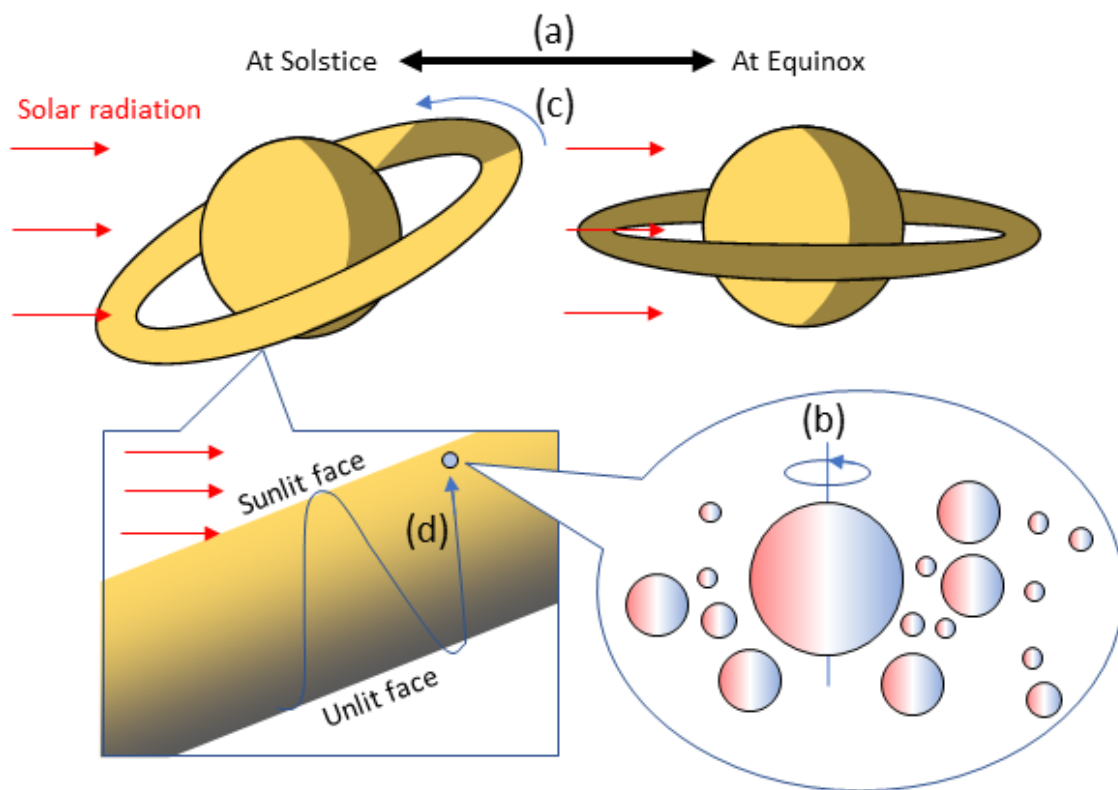 (a)
At Solstice
At Equinox
Solar radiation
(c)
Sunlit face
(d)
Unlit face
(b)